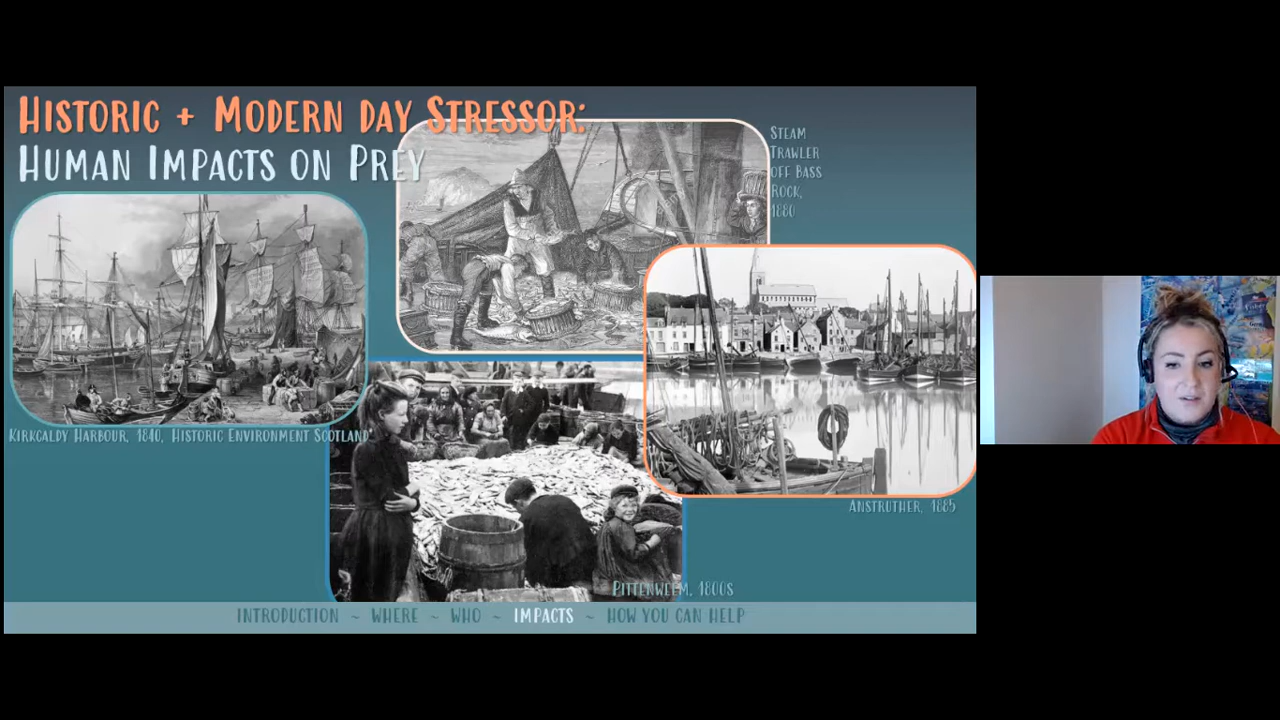 Historic + Modern day Stressor:
Human Impacts on Prey
Steam
Trawler
off Bass
Rock,
1880
Kirkcaldy Harbour, 1840, Historic Environment Scotland
Anstruther, 1885
Pittenweem, 1800s
Introduction ~ Where ~ Who ~ Impacts ~ How you can help